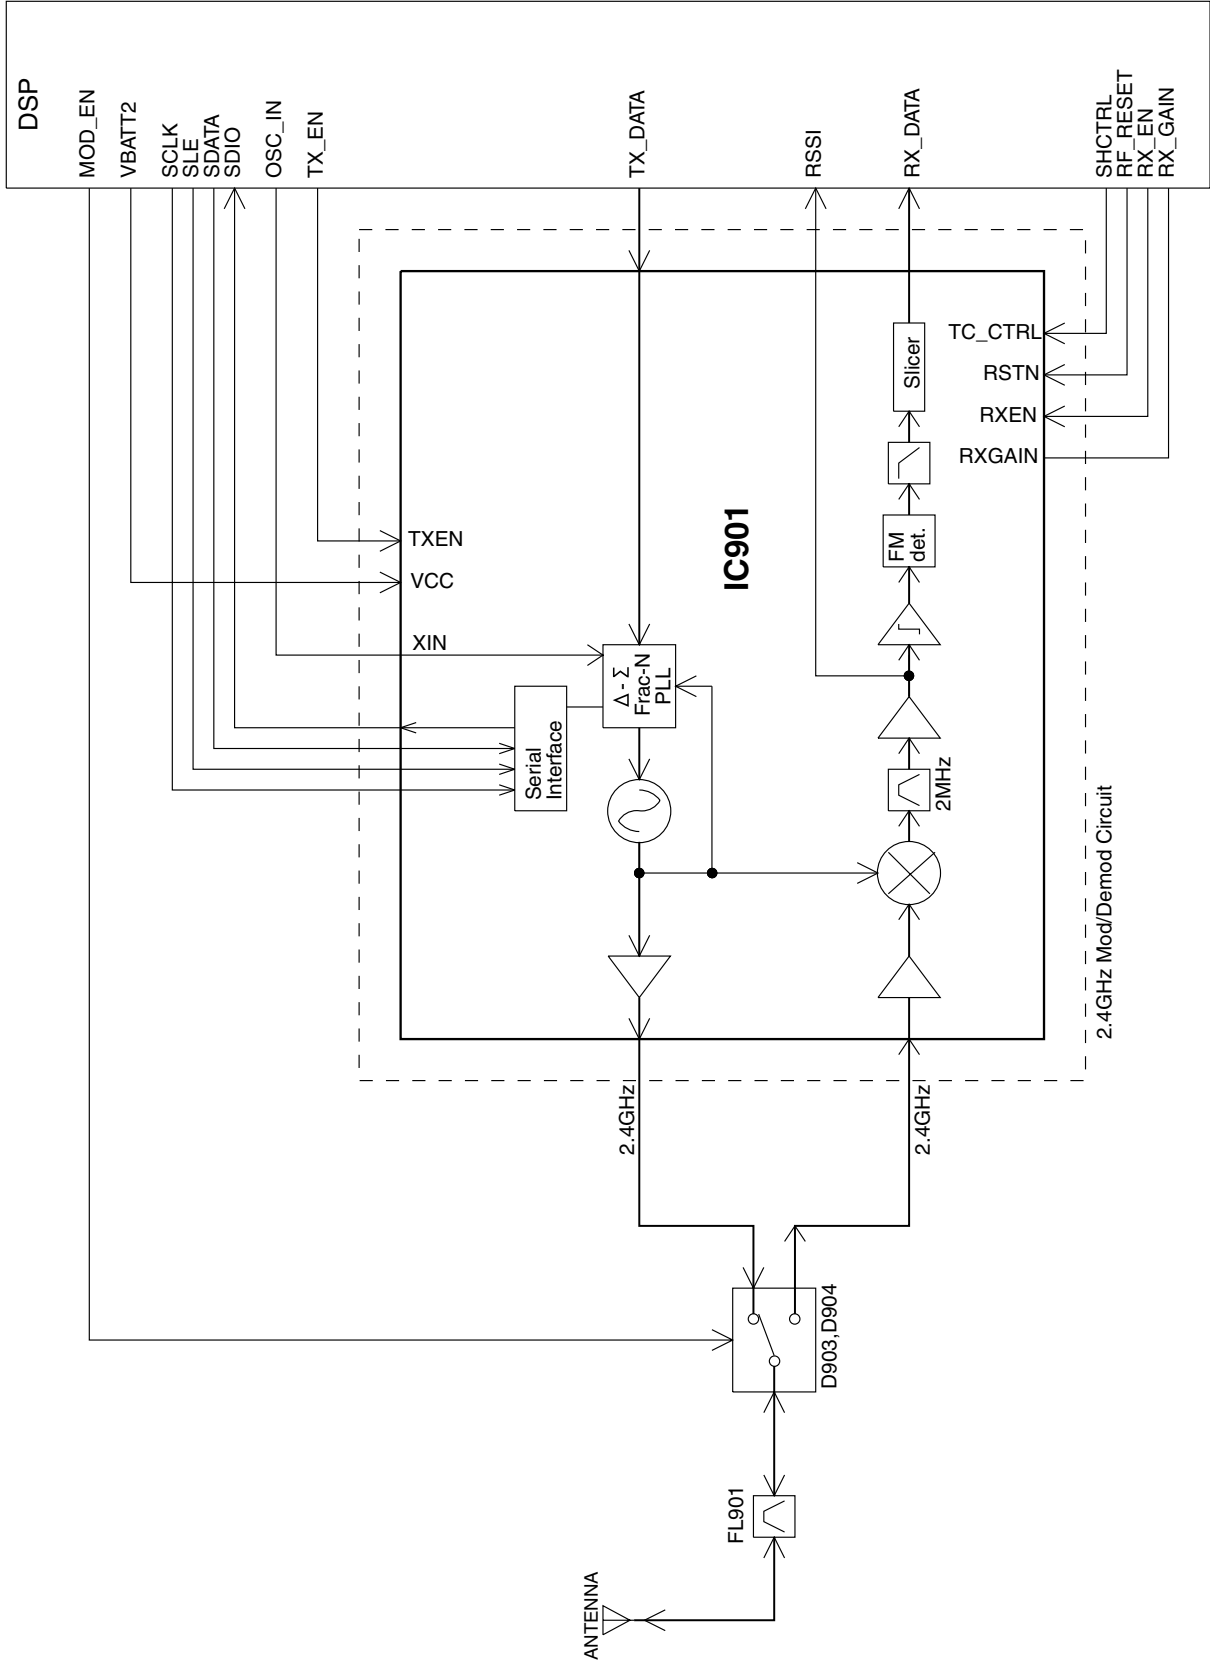 DSP
MOD_EN
VBATT2
SCLK
SLE
SDATA
SDIO
OSC_IN
TX_EN
TX_DATA
RSSI
RX_DATA
SHCTRL
RF_RESET
RX_EN
RX_GAIN
TXEN
VCC
XIN
Serial
Interface
Δ - Σ
Frac-N
PLL
IC901
Slicer
FM
det.
2MHz
TC_CTRL
RSTN
RXEN
RXGAIN
2.4GHz Mod/Demod Circuit
2.4GHz
2.4GHz
D903,D904
FL901
ANTENNA